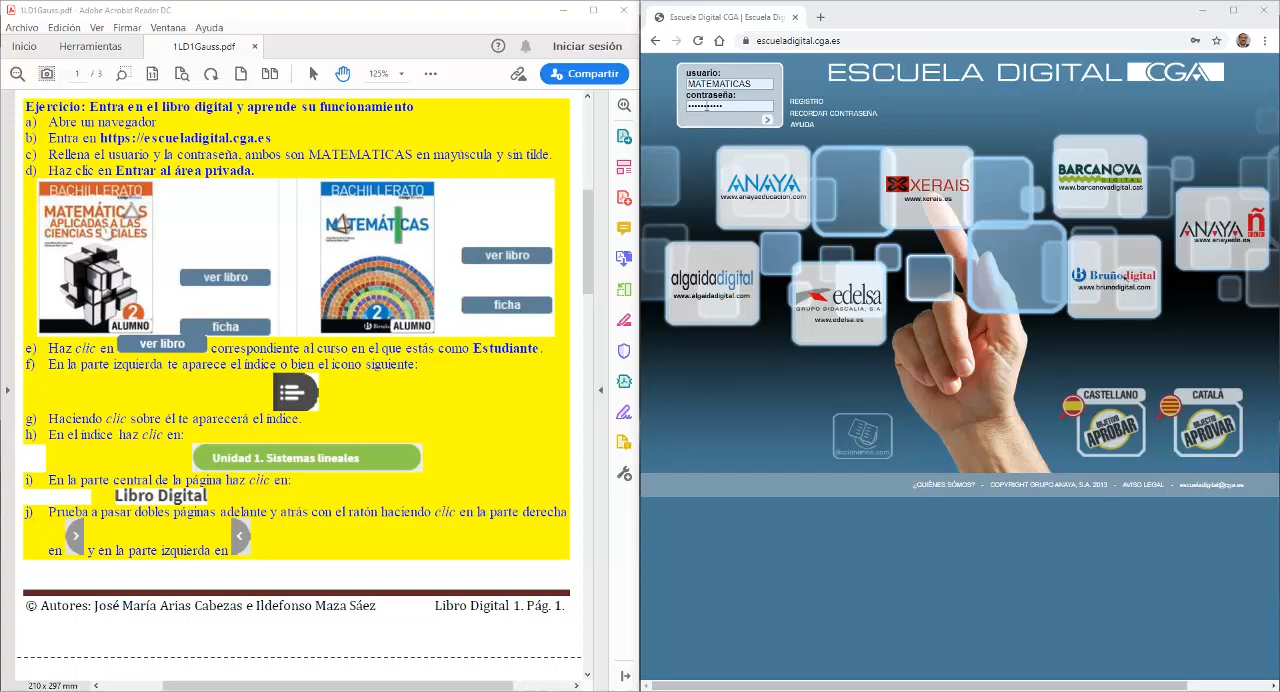 1LD1Gauss.pdf - Adobe Acrobat Reader DC
Archivo Edición Ver Firmar Ventana Ayuda
Inicio Herramientas 1LD1Gauss.pdf × Iniciar sesión
1 / 3 125% Compartir
Ejercicio: Entra en el libro digital y aprende su funcionamiento
a) Abre un navegador
b) Entra en https://escueladigital.cga.es
c) Rellena el usuario y la contraseña, ambos son MATEMATICAS en mayúscula y sin tilde.
d) Haz clic en Entrar al área privada.
BACHILLERATO
MATEMÁTICAS
APLICADAS A LAS
CIENCIAS SOCIALES
2
ALUMNO
ver libro
ficha
BACHILLERATO
MATEMÁTICAS
2
Bruño ALUMNO
ver libro
ficha
e) Haz clic en ver libro correspondiente al curso en el que estás como Estudiante.
f) En la parte izquierda te aparece el índice o bien el icono siguiente:
g) Haciendo clic sobre él te aparecerá el índice.
h) En el índice haz clic en:
Unidad 1. Sistemas lineales
i) En la parte central de la página haz clic en:
Libro Digital
j) Prueba a pasar dobles páginas adelante y atrás con el ratón haciendo clic en la parte derecha
en > y en la parte izquierda en <
© Autores: José María Arias Cabezas e Ildefonso Maza Sáez Libro Digital 1. Pág. 1.
210 x 297 mm
Escuela Digital CGA | Escuela Dig ×
escueladigital.cga.es
usuario:
MATEMATICAS
contraseña:
•••••••••••
ESCUELA DIGITAL CGA
REGISTRO
RECORDAR CONTRASEÑA
AYUDA
ANAYA
www.anayaeducacion.com
XERAIS
www.xerais.es
BARCANOVA
DIGITAL
www.barcanovadigital.cat
ANAYA ñ
ELE
www.anayaele.es
algaidadigital
www.algaidadigital.com
edelsa
GRUPO DIDASCALIA, S.A.
www.edelsa.es
Bruñodigital
www.brunodigital.com
CASTELLANO
OBJETIVO
APROBAR
CATALÀ
OBJECTIU
APROVAR
diccionarios.com
¿QUIÉNES SÓMOS? - COPYRIGHT GRUPO ANAYA, S.A. 2013 - AVISO LEGAL - escueladigital@cga.es